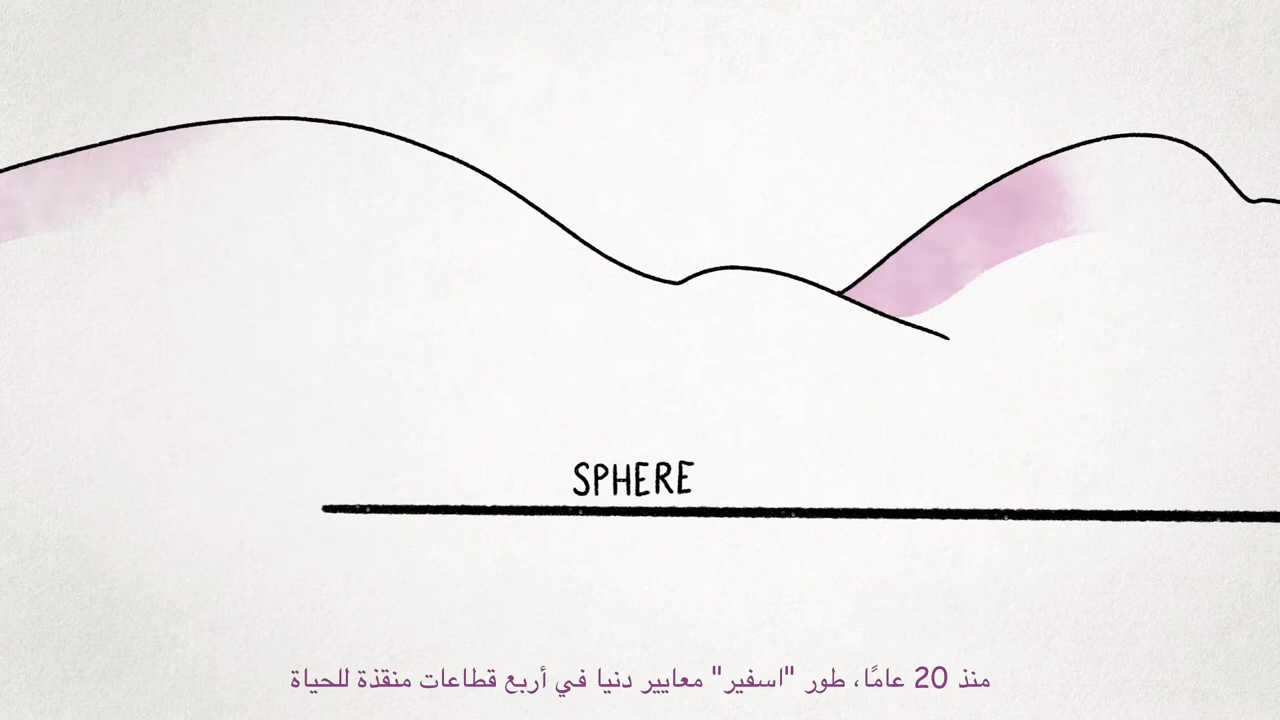 SPHERE
منذ 20 عامًا، طور "اسفير" معايير دنيا في أربع قطاعات منقذة للحياة